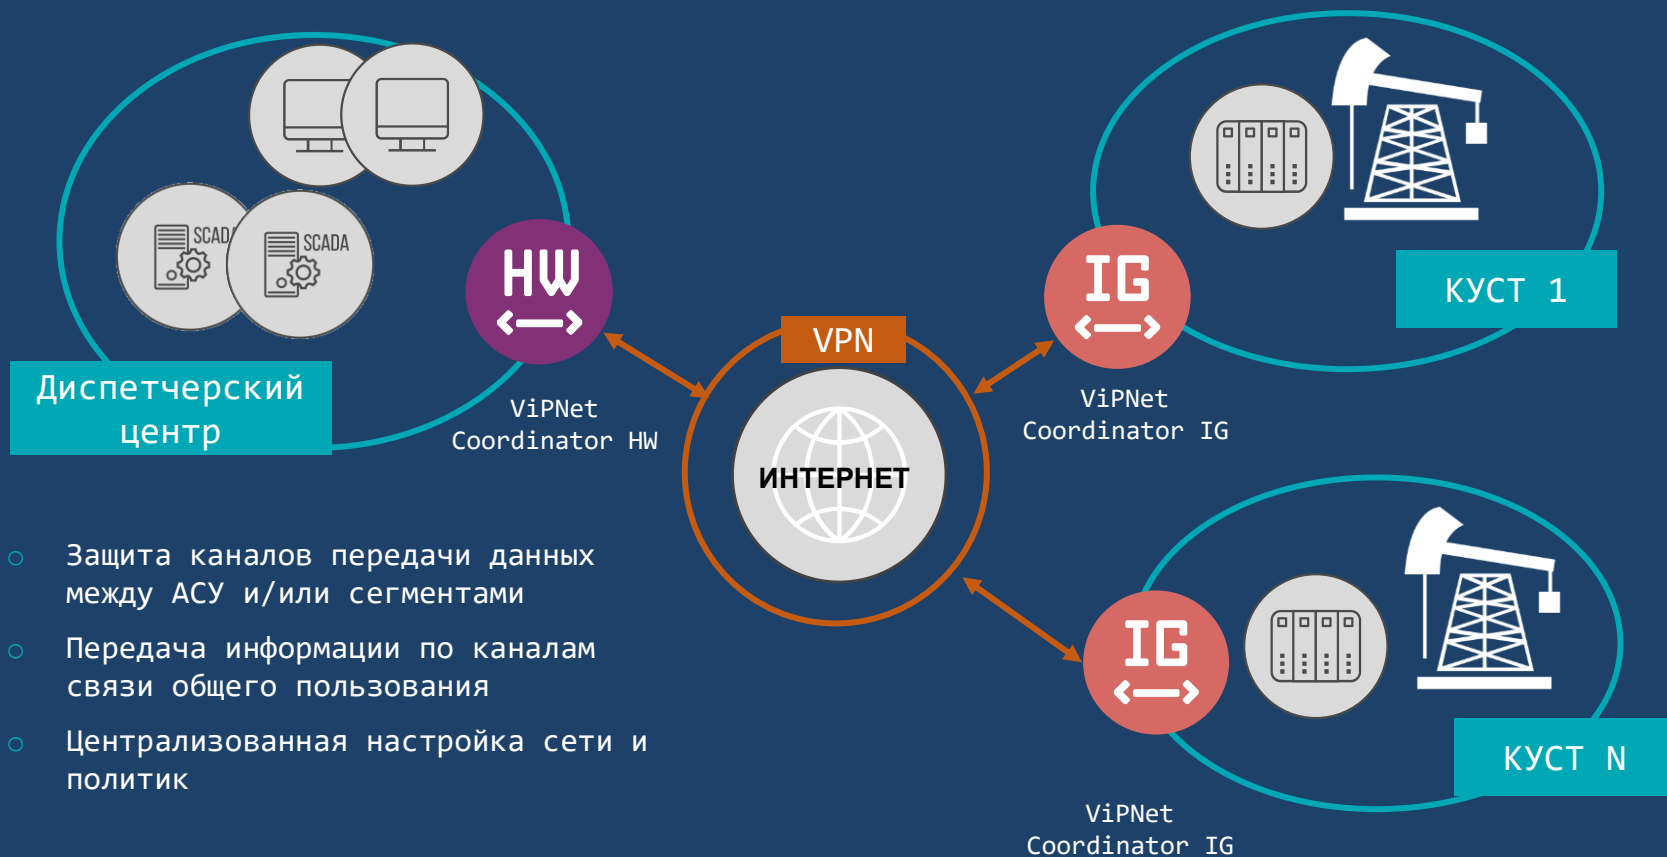 SCADA
SCADA
HW
Диспетчерский
центр
ViPNet
Coordinator HW
VPN
ИНТЕРНЕТ
IG
ViPNet
Coordinator IG
КУСТ 1
Защита каналов передачи данных
между АСУ и/или сегментами
Передача информации по каналам
связи общего пользования
Централизованная настройка сети и
политик
IG
ViPNet
Coordinator IG
КУСТ N